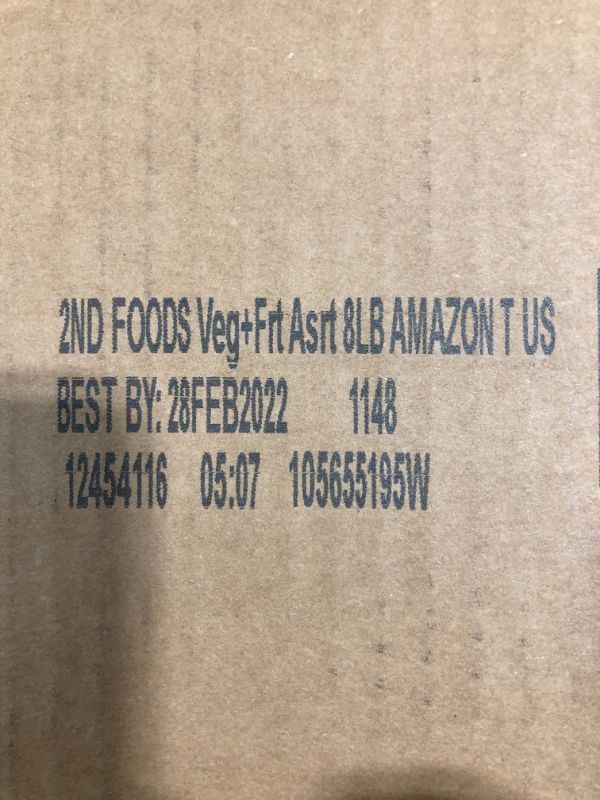 2ND FOODS Veg+Frt Asrt 8LB AMAZON T US
BEST BY: 28FEB2022 1148
12454116 05:07 105655195W